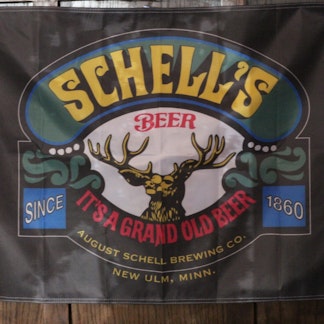 SCHELL'S
BEER
SINCE 1860
IT'S A GRAND OLD BEER
AUGUST SCHELL BREWING CO.
NEW ULM, MINN.